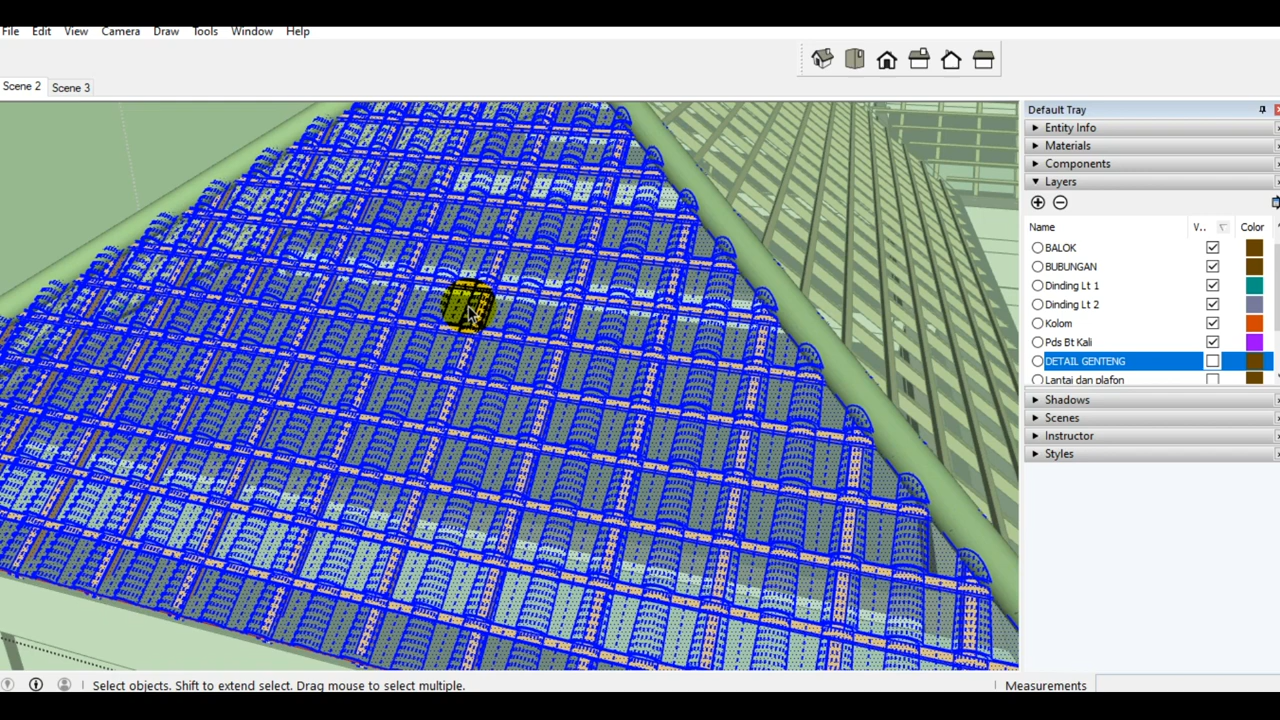 File Edit View Camera Draw Tools Window Help
Scene 2 Scene 3
Default Tray
Entity Info
Materials
Components
Layers
Name V.. Color
BALOK
BUBUNGAN
Dinding Lt 1
Dinding Lt 2
Kolom
Pds Bt Kali
DETAIL GENTENG
Lantai dan plafon
Shadows
Scenes
Instructor
Styles
Select objects. Shift to extend select. Drag mouse to select multiple. Measurements